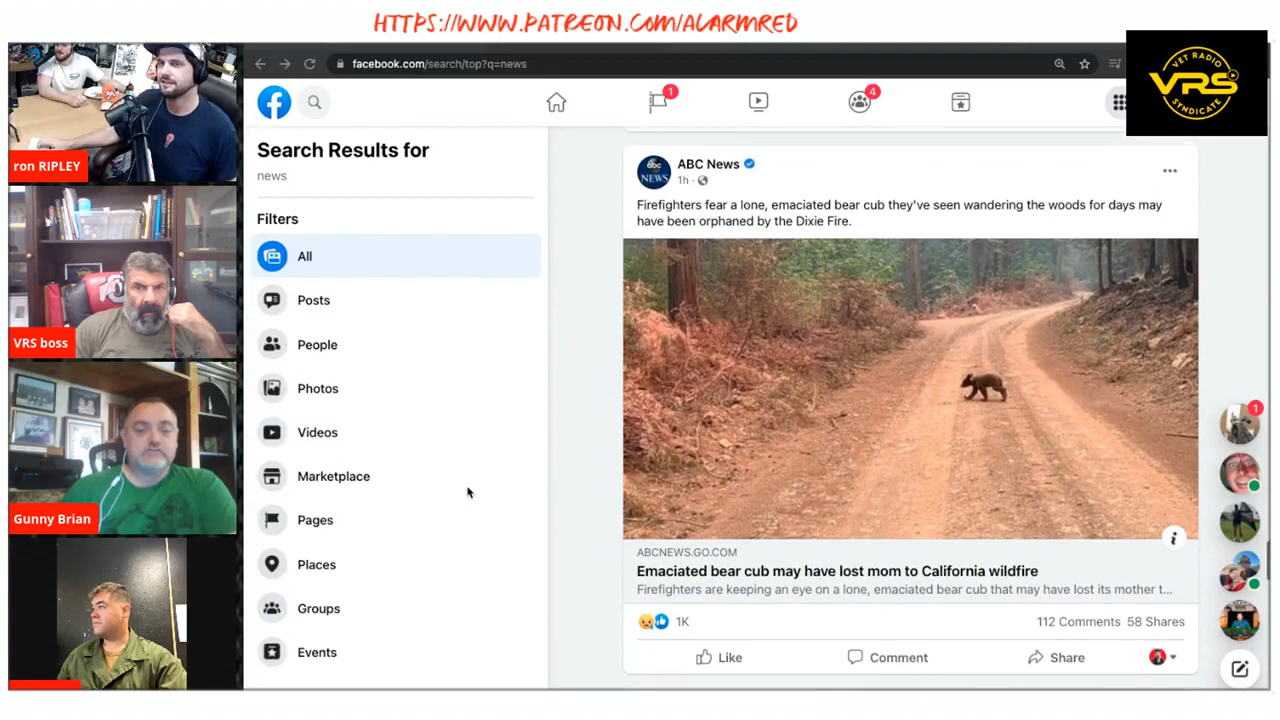 HTTPS://WWW.PATREON.COM/ALARMRED
facebook.com/search/top?q=news
VET RADIO
VRS
SYNDICATE
ron RIPLEY
VRS boss
Gunny Brian
Search Results for
news
Filters
All
Posts
People
Photos
Videos
Marketplace
Pages
Places
Groups
Events
1
4
abc
NEWS
ABC News
1h
Firefighters fear a lone, emaciated bear cub they've seen wandering the woods for days may
have been orphaned by the Dixie Fire.
ABCNEWS.GO.COM
Emaciated bear cub may have lost mom to California wildfire
Firefighters are keeping an eye on a lone, emaciated bear cub that may have lost its mother t...
1K
112 Comments 58 Shares
Like
Comment
Share
1